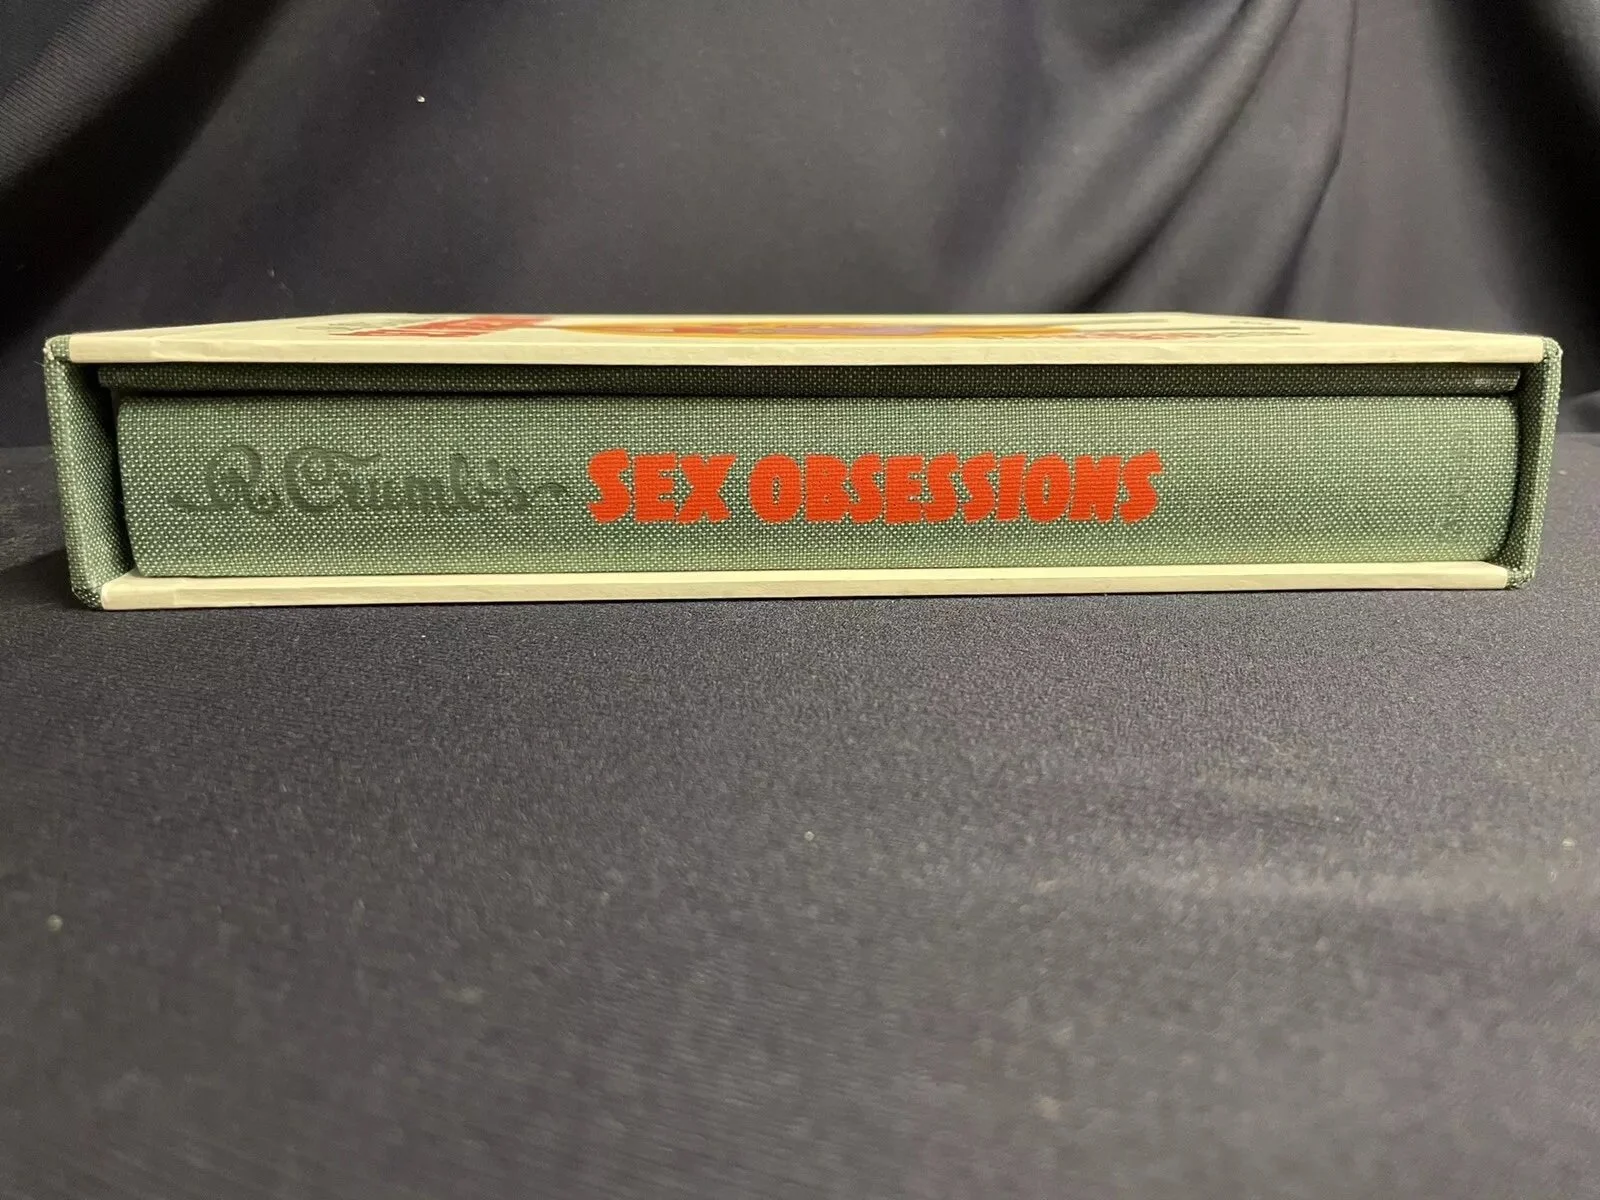 R. Crumb's SEX OBSESSIONS